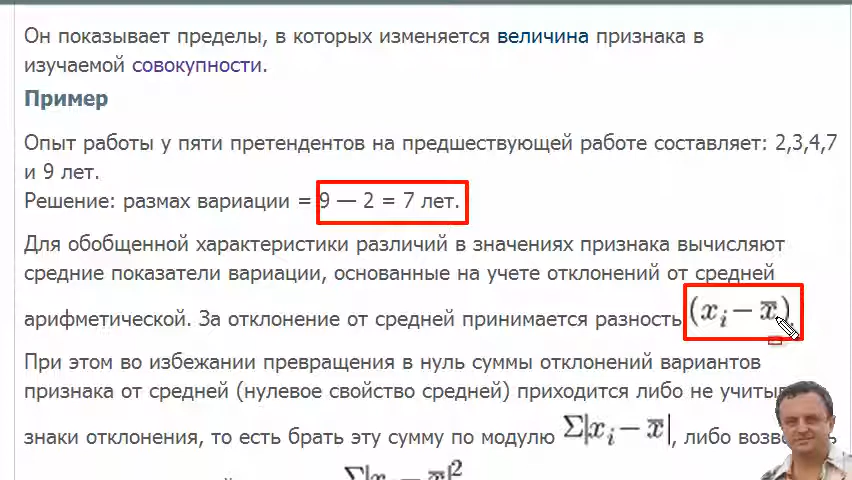 Он показывает пределы, в которых изменяется величина признака в
изучаемой совокупности.
Пример
Опыт работы у пяти претендентов на предшествующей работе составляет: 2,3,4,7
и 9 лет.
Решение: размах вариации = 9 — 2 = 7 лет.
Для обобщенной характеристики различий в значениях признака вычисляют
средние показатели вариации, основанные на учете отклонений от средней
арифметической. За отклонение от средней принимается разность (xᵢ − x̅)
При этом во избежании превращения в нуль суммы отклонений вариантов
признака от средней (нулевое свойство средней) приходится либо не
знаки отклонения, то есть брать эту сумму по модулю Σ|xᵢ − x̅|, либо